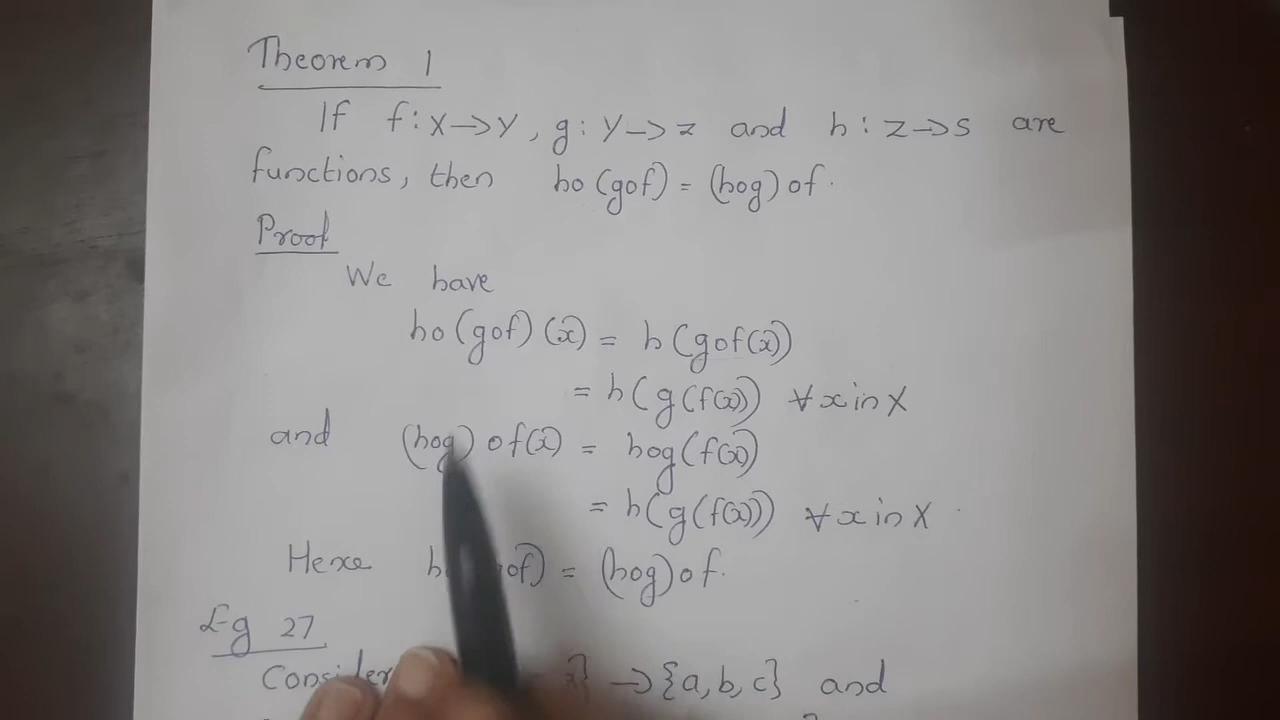 Theorem 1
If f : X → Y , g : Y → Z and h : Z → S are
functions, then ho (gof) = (hog) of.
Proof
We have
ho (gof) (x) = h (gof(x))
= h (g (f(x)) ∀ x in X
and (hog) of(x) = hog (f(x))
= h (g (f(x))) ∀ x in X
Hence h of) = (hog) of.
Eg 27
Consider } → {a, b, c} and